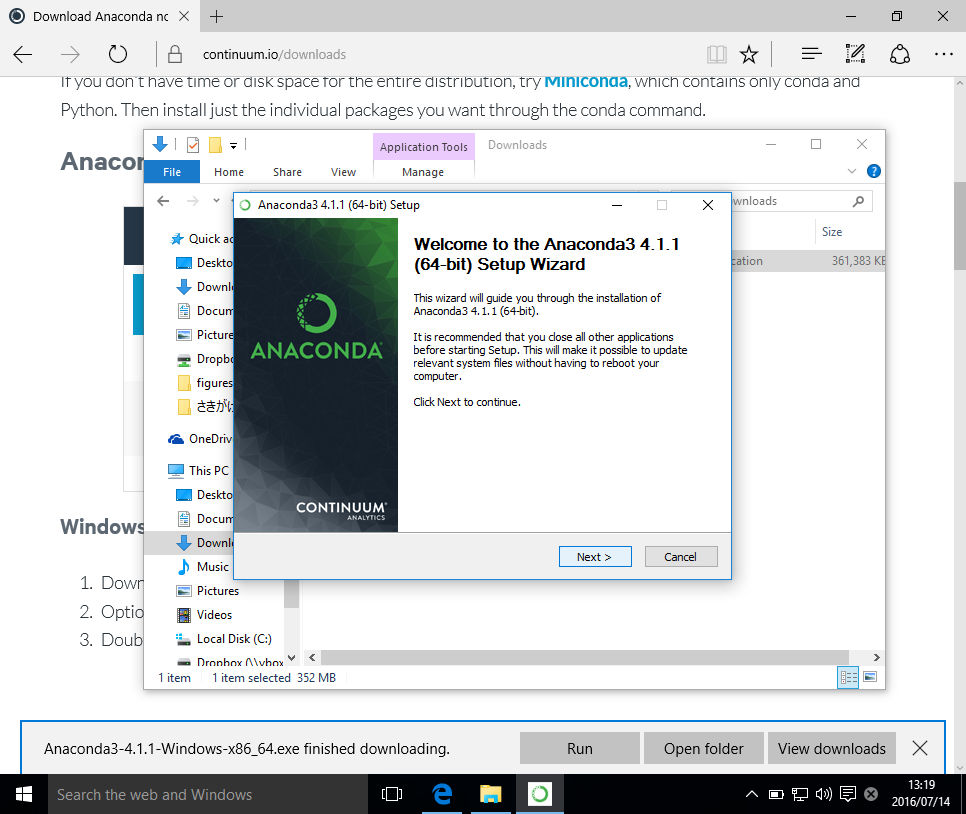 Download Anaconda no
continuum.io/downloads
If you don't have time or disk space for the entire distribution, try Miniconda, which contains only conda and
Python. Then install just the individual packages you want through the conda command.
Anacon
Application Tools
Downloads
File
Home
Share
View
Manage
Anaconda3 4.1.1 (64-bit) Setup
wnloads
Size
cation
361,383 KB
Quick ac
Deskto
Downl
Docum
Picture
Dropbo
figures
さきがけ
OneDriv
This PC
Deskto
Docum
Downl
Music
Pictures
Videos
Local Disk (C:)
Dropbox (\\vbox
ANACONDA
CONTINUUM
ANALYTICS
Welcome to the Anaconda3 4.1.1
(64-bit) Setup Wizard
This wizard will guide you through the installation of
Anaconda3 4.1.1 (64-bit).
It is recommended that you close all other applications
before starting Setup. This will make it possible to update
relevant system files without having to reboot your
computer.
Click Next to continue.
Next >
Cancel
Windows
1. Down
2. Optio
3. Doub
1 item
1 item selected 352 MB
Anaconda3-4.1.1-Windows-x86_64.exe finished downloading.
Run
Open folder
View downloads
Search the web and Windows
13:19
2016/07/14